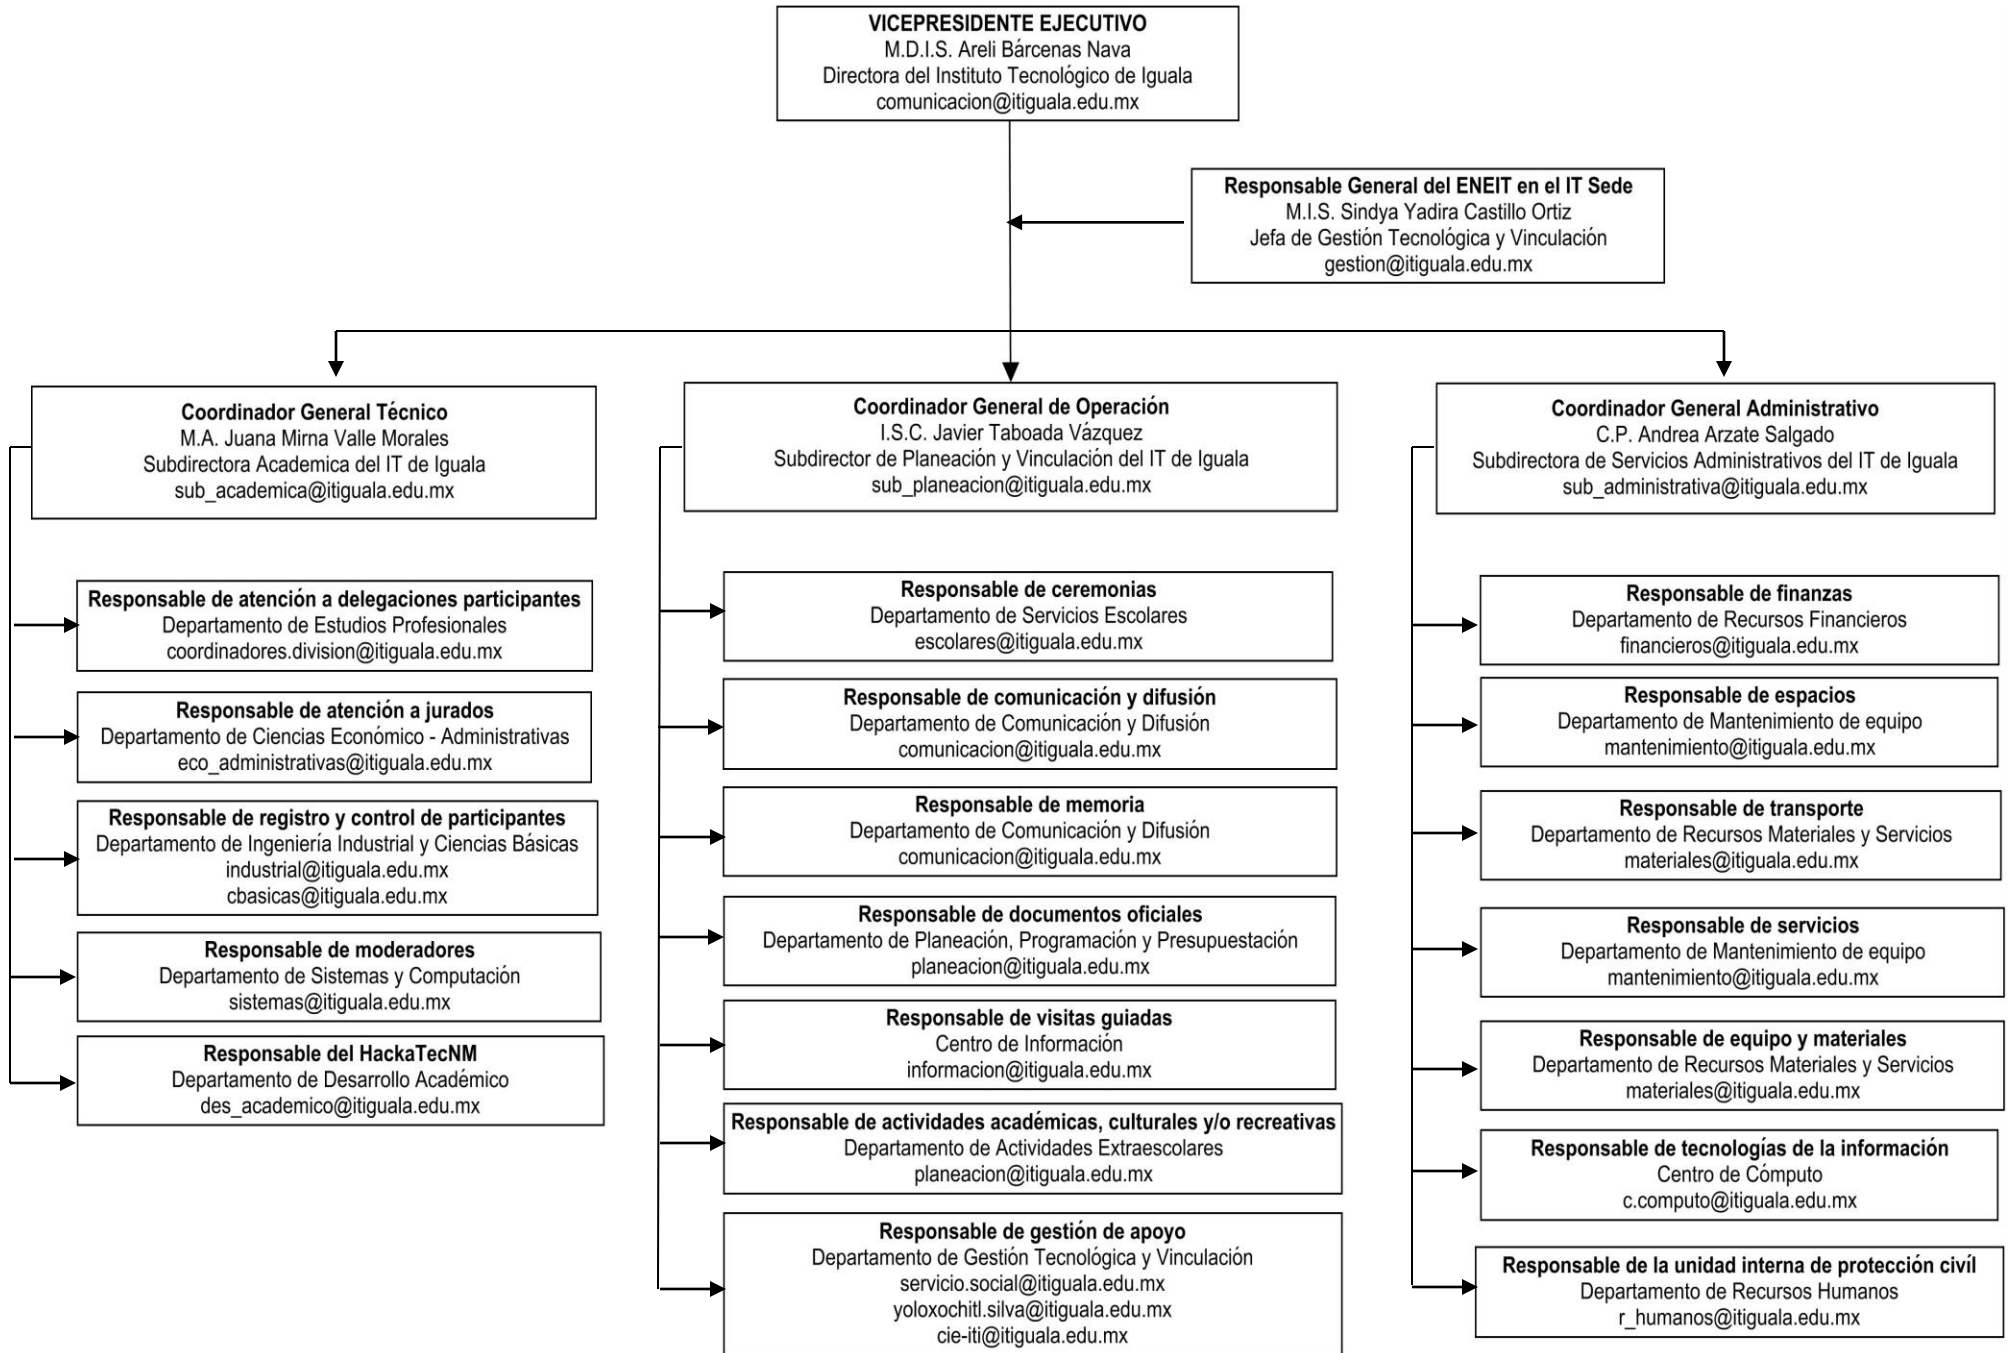 VICEPRESIDENTE EJECUTIVO
M.D.I.S. Areli Bárcenas Nava
Directora del Instituto Tecnológico de Iguala
comunicacion@itiguala.edu.mx
Responsable General del ENEIT en el IT Sede
M.I.S. Sindya Yadira Castillo Ortiz
Jefa de Gestión Tecnológica y Vinculación
gestion@itiguala.edu.mx
Coordinador General Técnico
M.A. Juana Mirna Valle Morales
Subdirectora Academica del IT de Iguala
sub_academica@itiguala.edu.mx
Responsable de atención a delegaciones participantes
Departamento de Estudios Profesionales
coordinadores.division@itiguala.edu.mx
Responsable de atención a jurados
Departamento de Ciencias Económico - Administrativas
eco_administrativas@itiguala.edu.mx
Responsable de registro y control de participantes
Departamento de Ingeniería Industrial y Ciencias Básicas
industrial@itiguala.edu.mx
cbasicas@itiguala.edu.mx
Responsable de moderadores
Departamento de Sistemas y Computación
sistemas@itiguala.edu.mx
Responsable del HackaTecNM
Departamento de Desarrollo Académico
des_academico@itiguala.edu.mx
Coordinador General de Operación
I.S.C. Javier Taboada Vázquez
Subdirector de Planeación y Vinculación del IT de Iguala
sub_planeacion@itiguala.edu.mx
Responsable de ceremonias
Departamento de Servicios Escolares
escolares@itiguala.edu.mx
Responsable de comunicación y difusión
Departamento de Comunicación y Difusión
comunicacion@itiguala.edu.mx
Responsable de memoria
Departamento de Comunicación y Difusión
comunicacion@itiguala.edu.mx
Responsable de documentos oficiales
Departamento de Planeación, Programación y Presupuestación
planeacion@itiguala.edu.mx
Responsable de visitas guiadas
Centro de Información
informacion@itiguala.edu.mx
Responsable de actividades académicas, culturales y/o recreativas
Departamento de Actividades Extraescolares
planeacion@itiguala.edu.mx
Responsable de gestión de apoyo
Departamento de Gestión Tecnológica y Vinculación
servicio.social@itiguala.edu.mx
yoloxochitl.silva@itiguala.edu.mx
cie-iti@itiguala.edu.mx
Coordinador General Administrativo
C.P. Andrea Arzate Salgado
Subdirectora de Servicios Administrativos del IT de Iguala
sub_administrativa@itiguala.edu.mx
Responsable de finanzas
Departamento de Recursos Financieros
financieros@itiguala.edu.mx
Responsable de espacios
Departamento de Mantenimiento de equipo
mantenimiento@itiguala.edu.mx
Responsable de transporte
Departamento de Recursos Materiales y Servicios
materiales@itiguala.edu.mx
Responsable de servicios
Departamento de Mantenimiento de equipo
mantenimiento@itiguala.edu.mx
Responsable de equipo y materiales
Departamento de Recursos Materiales y Servicios
materiales@itiguala.edu.mx
Responsable de tecnologías de la información
Centro de Cómputo
c.computo@itiguala.edu.mx
Responsable de la unidad interna de protección civíl
Departamento de Recursos Humanos
r_humanos@itiguala.edu.mx